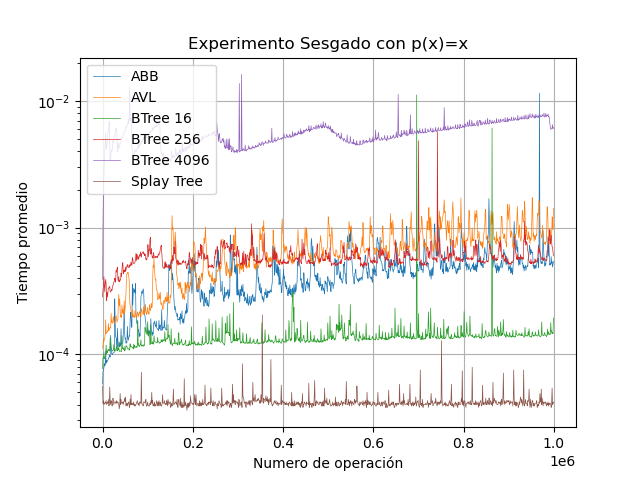 Experimento Sesgado con p(x)=x
ABB
AVL
BTree 16
BTree 256
BTree 4096
Splay Tree
Tiempo promedio
10⁻²
10⁻³
10⁻⁴
0.0 0.2 0.4 0.6 0.8 1.0
1e6
Numero de operación